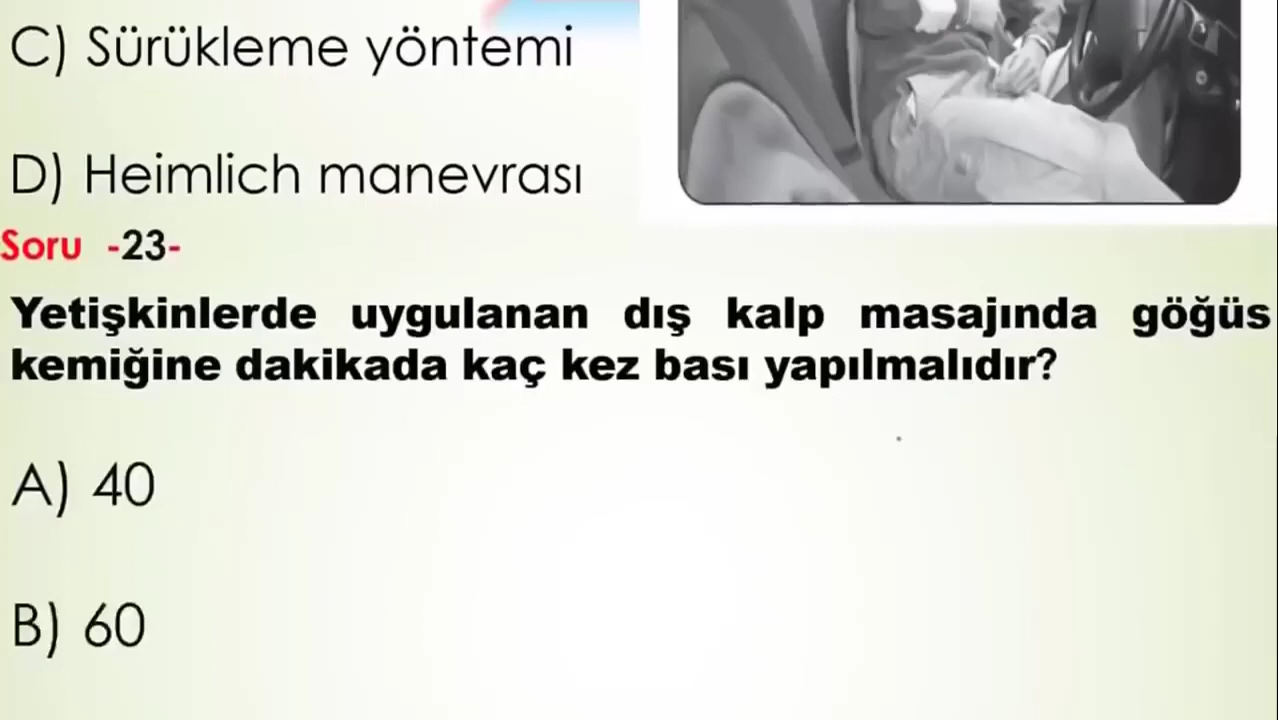 C) Sürükleme yöntemi
D) Heimlich manevrası
Soru -23-
Yetişkinlerde uygulanan dış kalp masajında göğüs
kemiğine dakikada kaç kez bası yapılmalıdır?
A) 40
B) 60